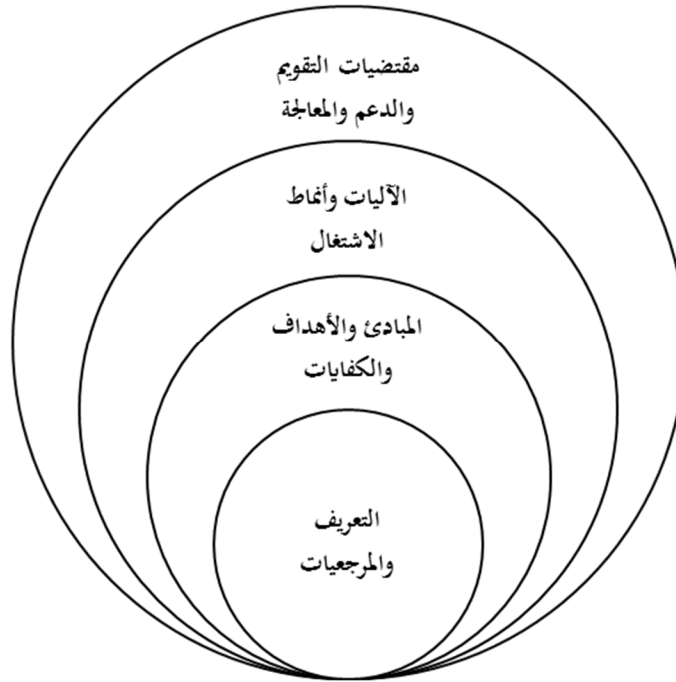 مقتضيات التقويم
والدعم والمعالجة
الآليات وأنماط
الاشتغال
المبادئ والأهداف
والكفايات
التعريف
والمرجعيات